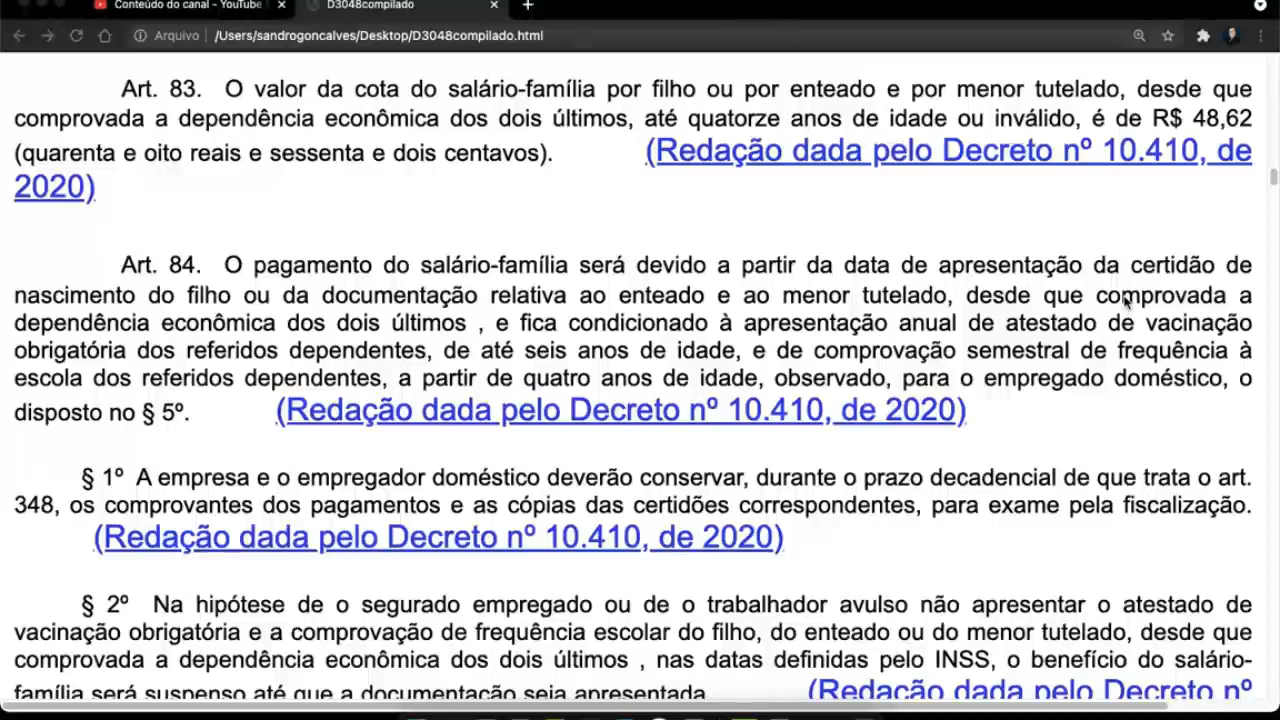 Conteúdo do canal - YouTube
D3048compilado
Arquivo | /Users/sandrogoncalves/Desktop/D3048compilado.html
Art. 83. O valor da cota do salário-família por filho ou por enteado e por menor tutelado, desde que
comprovada a dependência econômica dos dois últimos, até quatorze anos de idade ou inválido, é de R$ 48,62
(quarenta e oito reais e sessenta e dois centavos). (Redação dada pelo Decreto nº 10.410, de
2020)
Art. 84. O pagamento do salário-família será devido a partir da data de apresentação da certidão de
nascimento do filho ou da documentação relativa ao enteado e ao menor tutelado, desde que comprovada a
dependência econômica dos dois últimos , e fica condicionado à apresentação anual de atestado de vacinação
obrigatória dos referidos dependentes, de até seis anos de idade, e de comprovação semestral de frequência à
escola dos referidos dependentes, a partir de quatro anos de idade, observado, para o empregado doméstico, o
disposto no § 5º. (Redação dada pelo Decreto nº 10.410, de 2020)
§ 1º A empresa e o empregador doméstico deverão conservar, durante o prazo decadencial de que trata o art.
348, os comprovantes dos pagamentos e as cópias das certidões correspondentes, para exame pela fiscalização.
(Redação dada pelo Decreto nº 10.410, de 2020)
§ 2º Na hipótese de o segurado empregado ou de o trabalhador avulso não apresentar o atestado de
vacinação obrigatória e a comprovação de frequência escolar do filho, do enteado ou do menor tutelado, desde que
comprovada a dependência econômica dos dois últimos , nas datas definidas pelo INSS, o benefício do salário-
família será suspenso até que a documentação seja apresentada. (Redação dada pelo Decreto nº